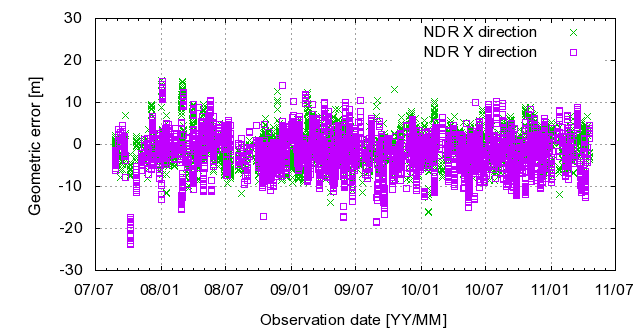 30
20
10
0
-10
-20
-30
Geometric error [m]
NDR X direction
NDR Y direction
07/07 08/01 08/07 09/01 09/07 10/01 10/07 11/01 11/07
Observation date [YY/MM]